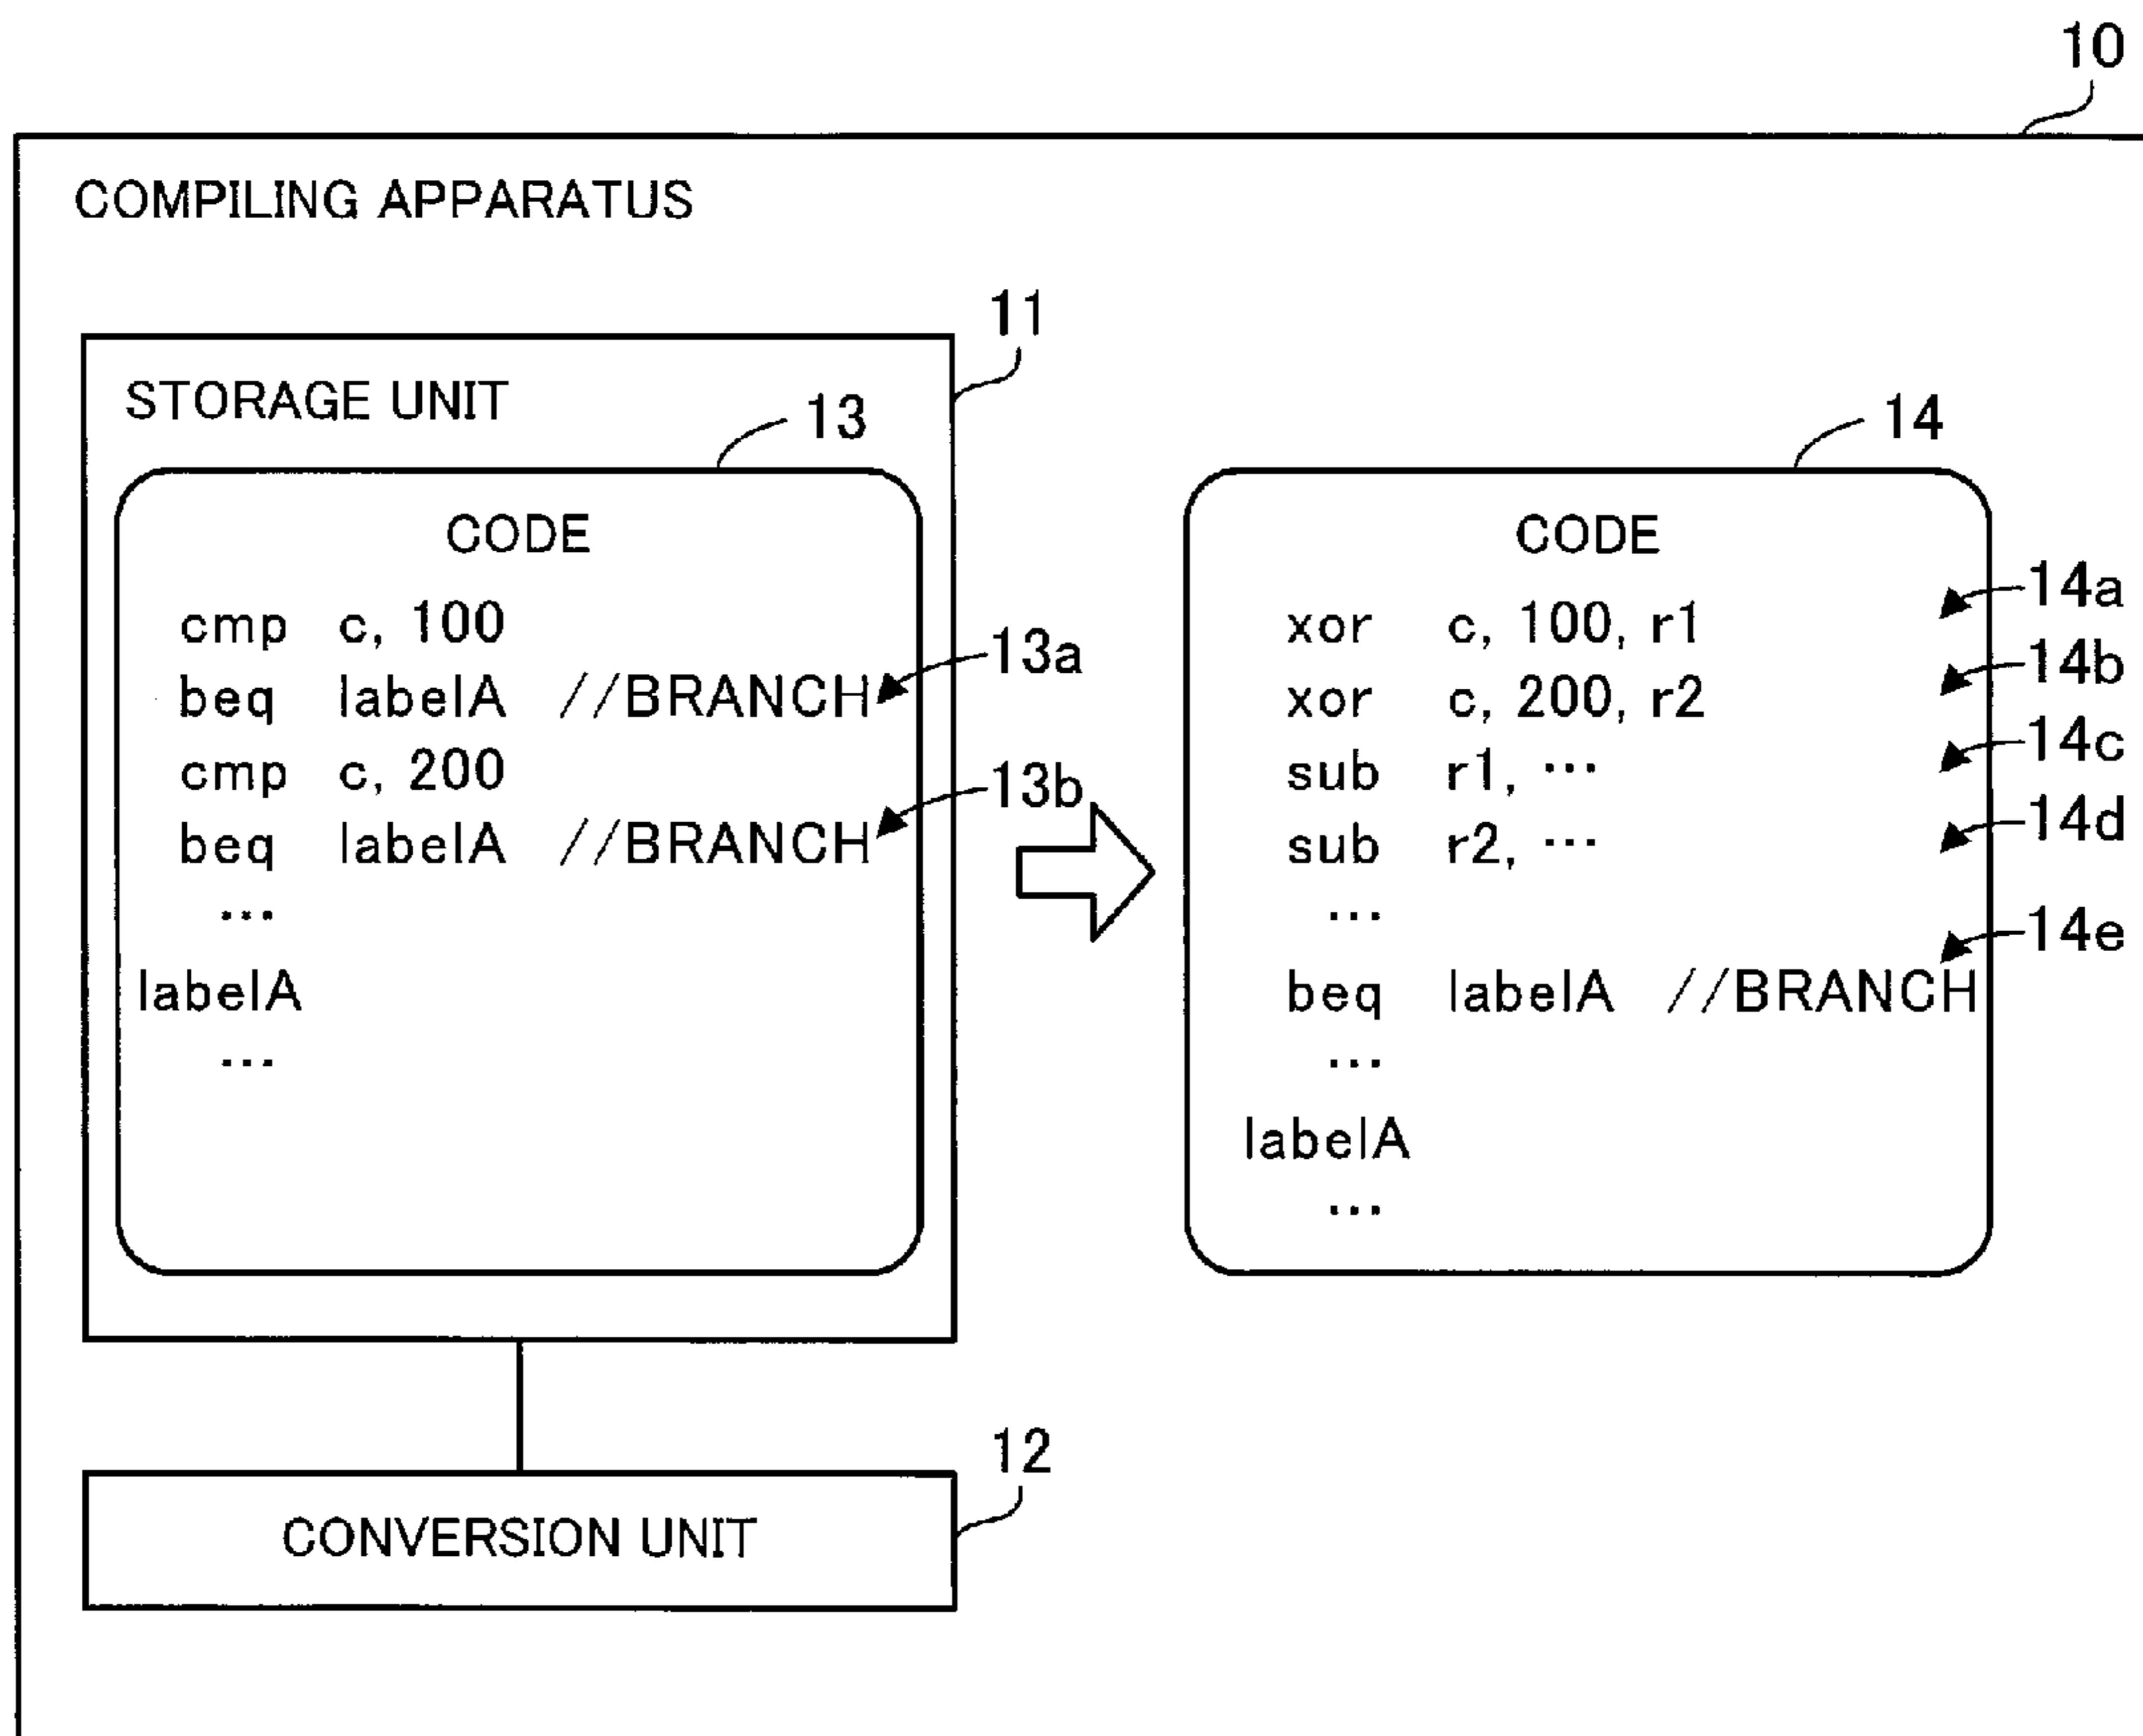 10
COMPILING APPARATUS
11
STORAGE UNIT
13
CODE
cmp c, 100
beq labelA //BRANCH
13a
cmp c, 200
beq labelA //BRANCH
13b
...
labelA
...
14
CODE
xor c, 100, r1
14a
xor c, 200, r2
14b
sub r1, ...
14c
sub r2, ...
14d
...
14e
beq labelA //BRANCH
...
labelA
...
12
CONVERSION UNIT